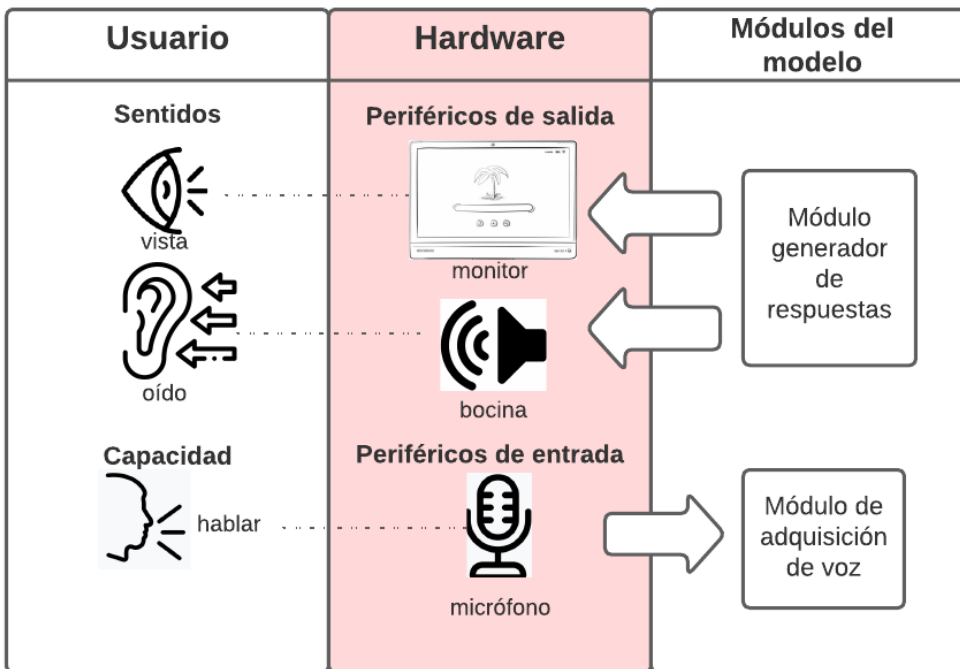 Usuario
Hardware
Módulos del
modelo
Sentidos
vista
oído
Capacidad
hablar
Periféricos de salida
monitor
bocina
Periféricos de entrada
micrófono
Módulo
generador
de
respuestas
Módulo de
adquisición
de voz